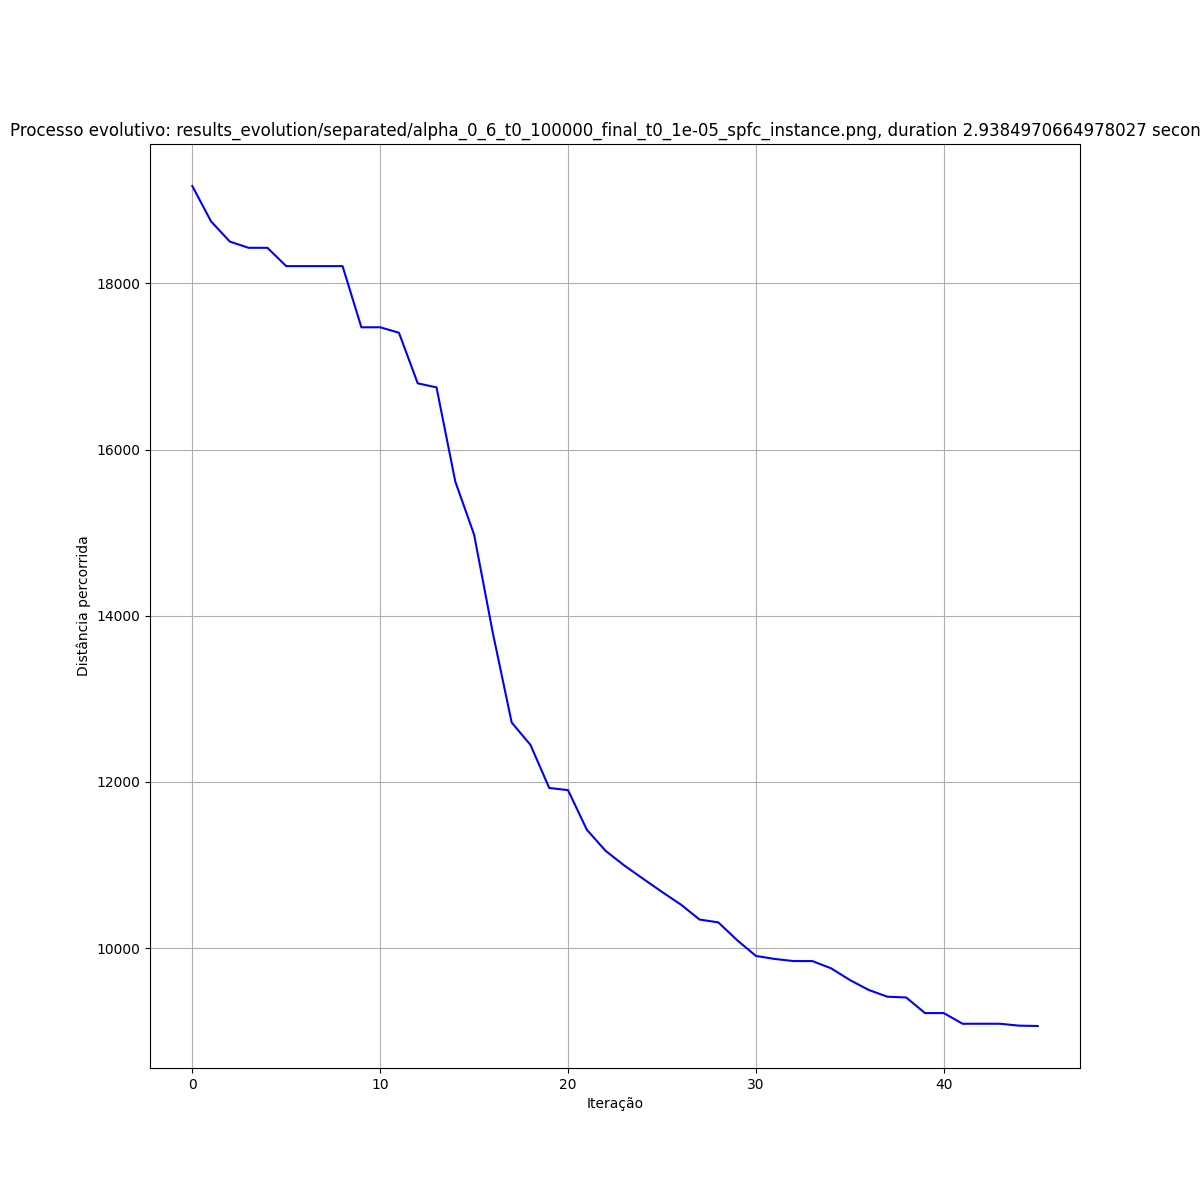 Processo evolutivo: results_evolution/separated/alpha_0_6_t0_100000_final_t0_1e-05_spfc_instance.png, duration 2.9384970664978027 secon
18000
16000
14000
12000
10000
Distância percorrida
0 10 20 30 40
Iteração